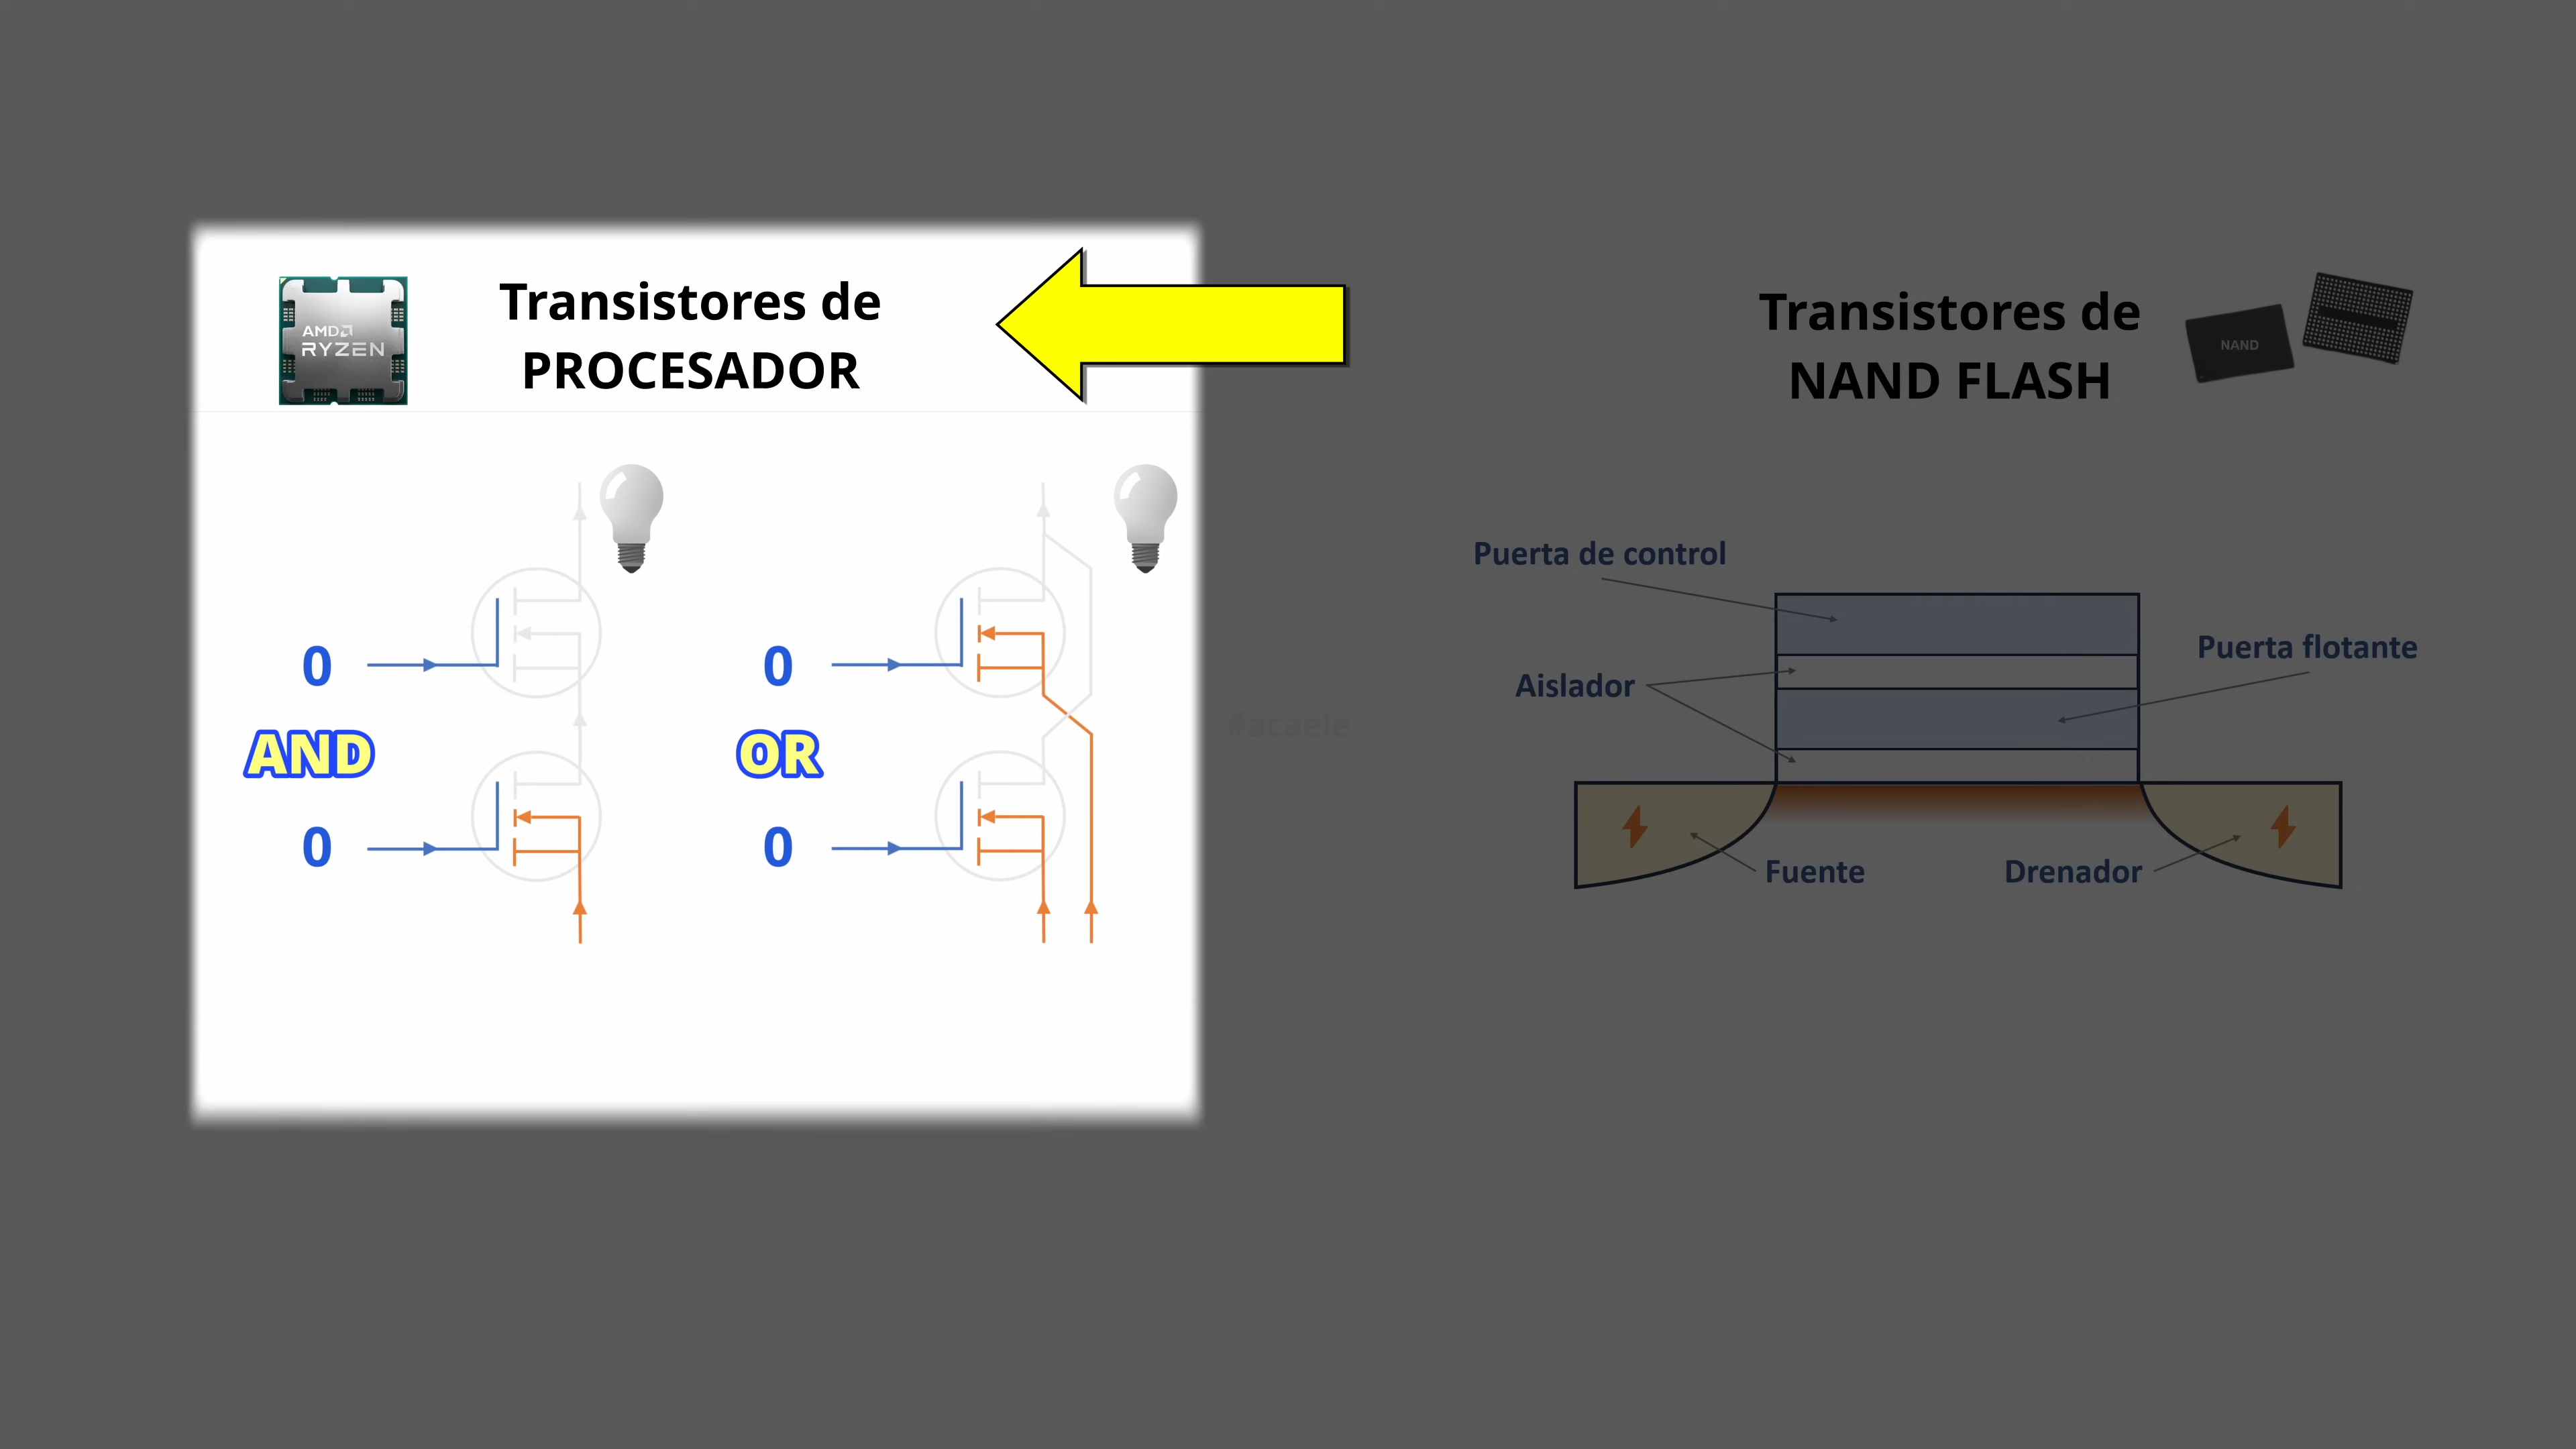 Transistores de
PROCESADOR
AMD
RYZEN
0
AND
0
0
OR
0
#acaele
Transistores de
NAND FLASH
NAND
Puerta de control
Puerta flotante
Aislador
Fuente
Drenador